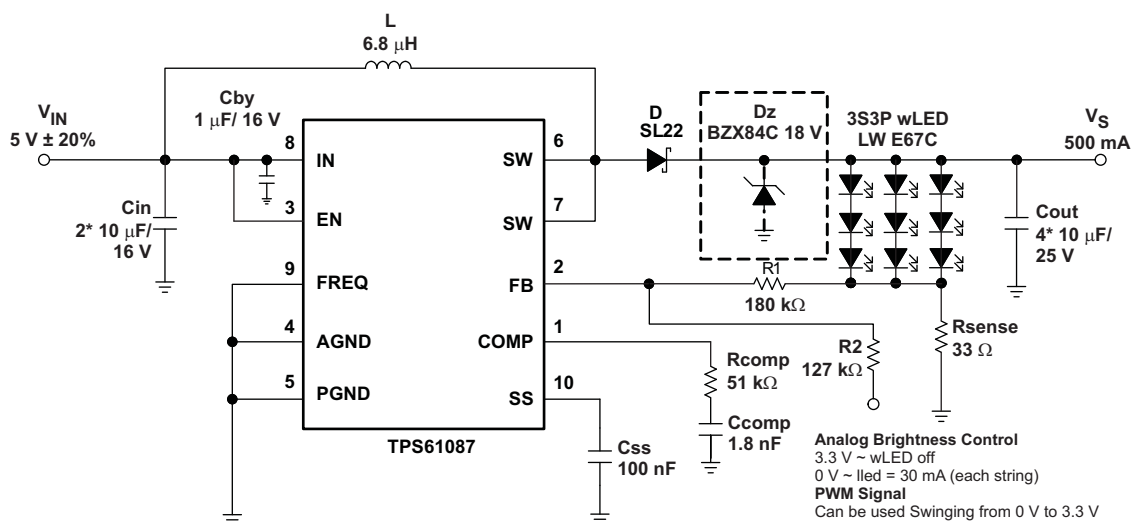 L
6.8 µH
Cby
1 µF/ 16 V
VIN
5 V ± 20%
D
SL22
Dz
BZX84C 18 V
3S3P wLED
LW E67C
VS
500 mA
8
IN
SW
6
3
EN
SW
7
Cin
2* 10 µF/
16 V
Cout
4* 10 µF/
25 V
9
FREQ
FB
2
R1
180 kΩ
4
AGND
COMP
1
Rcomp
51 kΩ
R2
127 kΩ
Rsense
33 Ω
5
PGND
SS
10
TPS61087
Css
100 nF
Ccomp
1.8 nF
Analog Brightness Control
3.3 V ~ wLED off
0 V ~ lled = 30 mA (each string)
PWM Signal
Can be used Swinging from 0 V to 3.3 V